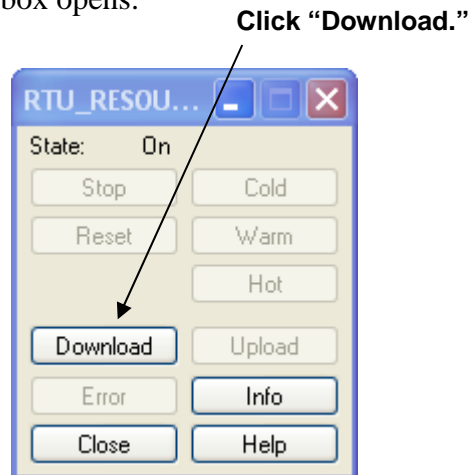 box opens.
Click “Download.”
RTU_RESOU...
State: On
Stop Cold
Reset Warm
Hot
Download Upload
Error Info
Close Help